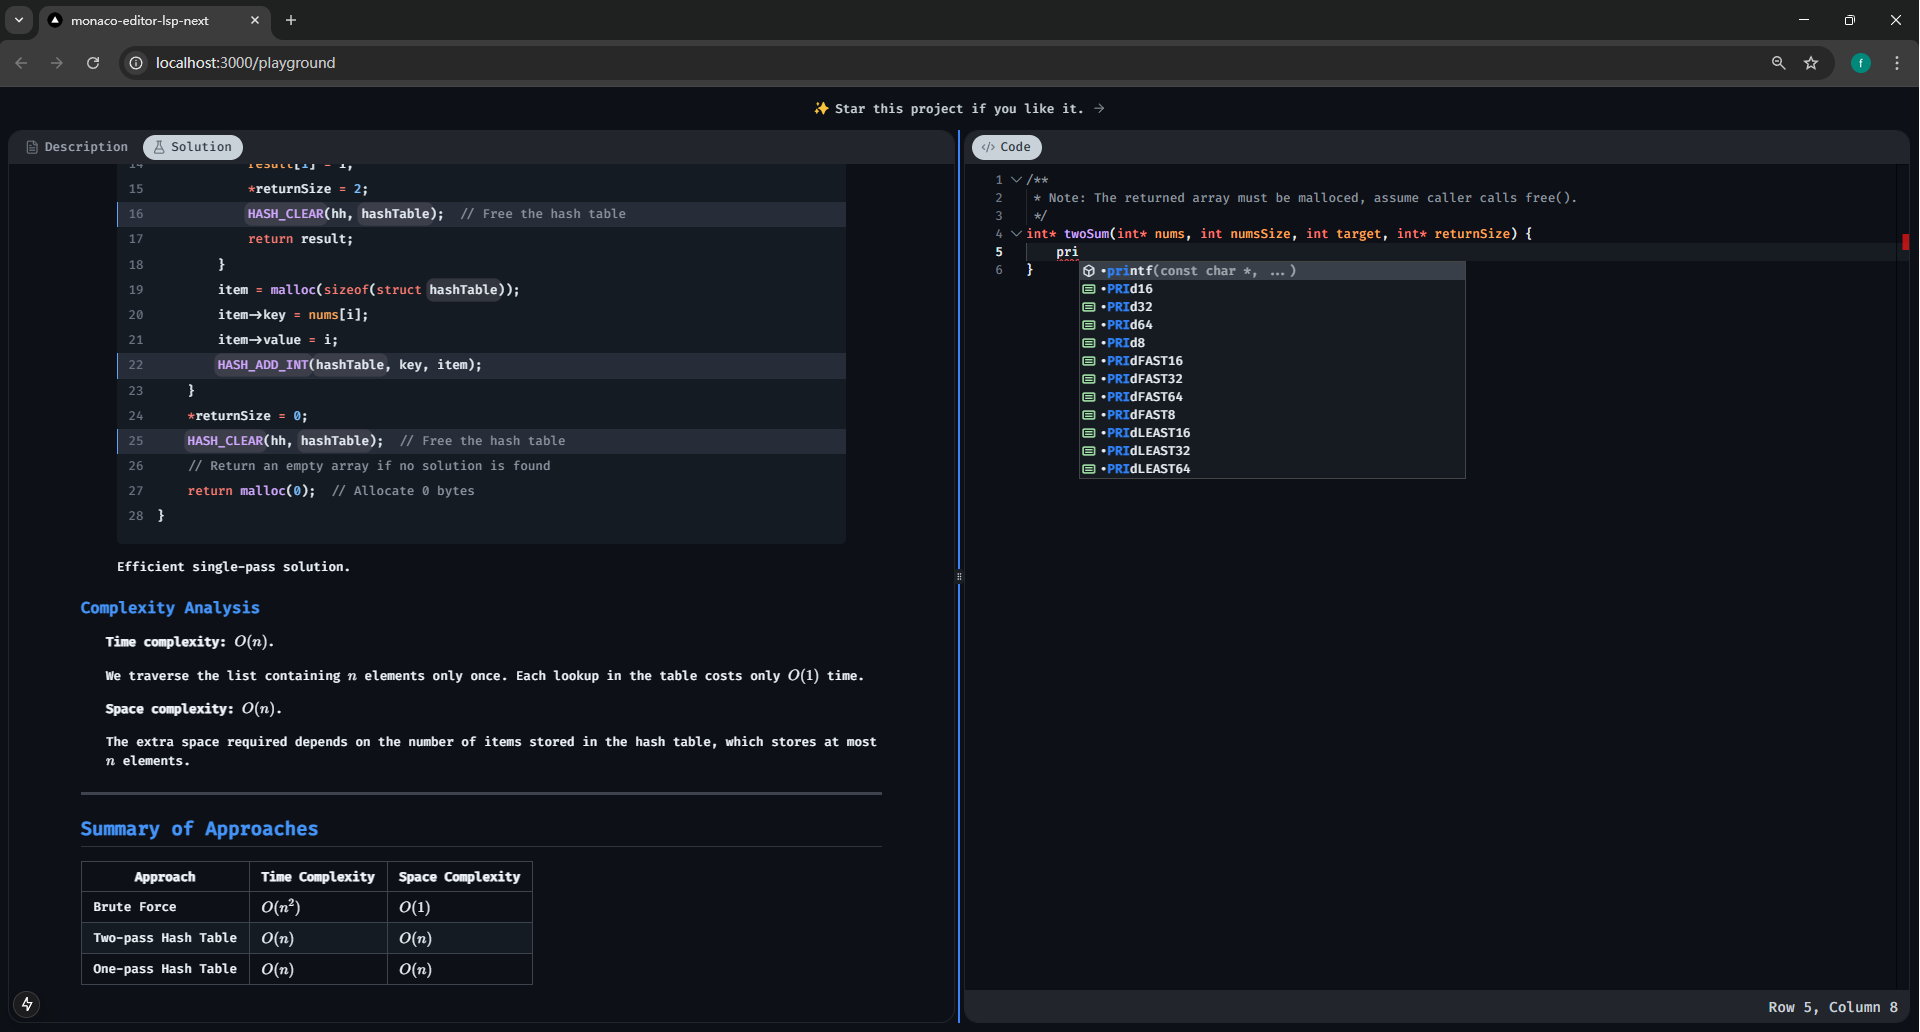 monaco-editor-lsp-next
localhost:3000/playground
f
✨ Star this project if you like it. →
Description
Solution
14 result[1] = i;
15 *returnSize = 2;
16 HASH_CLEAR(hh, hashTable); // Free the hash table
17 return result;
18 }
19 item = malloc(sizeof(struct hashTable));
20 item->key = nums[i];
21 item->value = i;
22 HASH_ADD_INT(hashTable, key, item);
23 }
24 *returnSize = 0;
25 HASH_CLEAR(hh, hashTable); // Free the hash table
26 // Return an empty array if no solution is found
27 return malloc(0); // Allocate 0 bytes
28 }
Efficient single-pass solution.
Complexity Analysis
Time complexity: O(n).
We traverse the list containing n elements only once. Each lookup in the table costs only O(1) time.
Space complexity: O(n).
The extra space required depends on the number of items stored in the hash table, which stores at most
n elements.
Summary of Approaches
Approach Time Complexity Space Complexity
Brute Force O(n²) O(1)
Two-pass Hash Table O(n) O(n)
One-pass Hash Table O(n) O(n)
</> Code
1 /**
2 * Note: The returned array must be malloced, assume caller calls free().
3 */
4 int* twoSum(int* nums, int numsSize, int target, int* returnSize) {
5 pri
6 }
•printf(const char *, ...)
•PRId16
•PRId32
•PRId64
•PRId8
•PRIdFAST16
•PRIdFAST32
•PRIdFAST64
•PRIdFAST8
•PRIdLEAST16
•PRIdLEAST32
•PRIdLEAST64
Row 5, Column 8